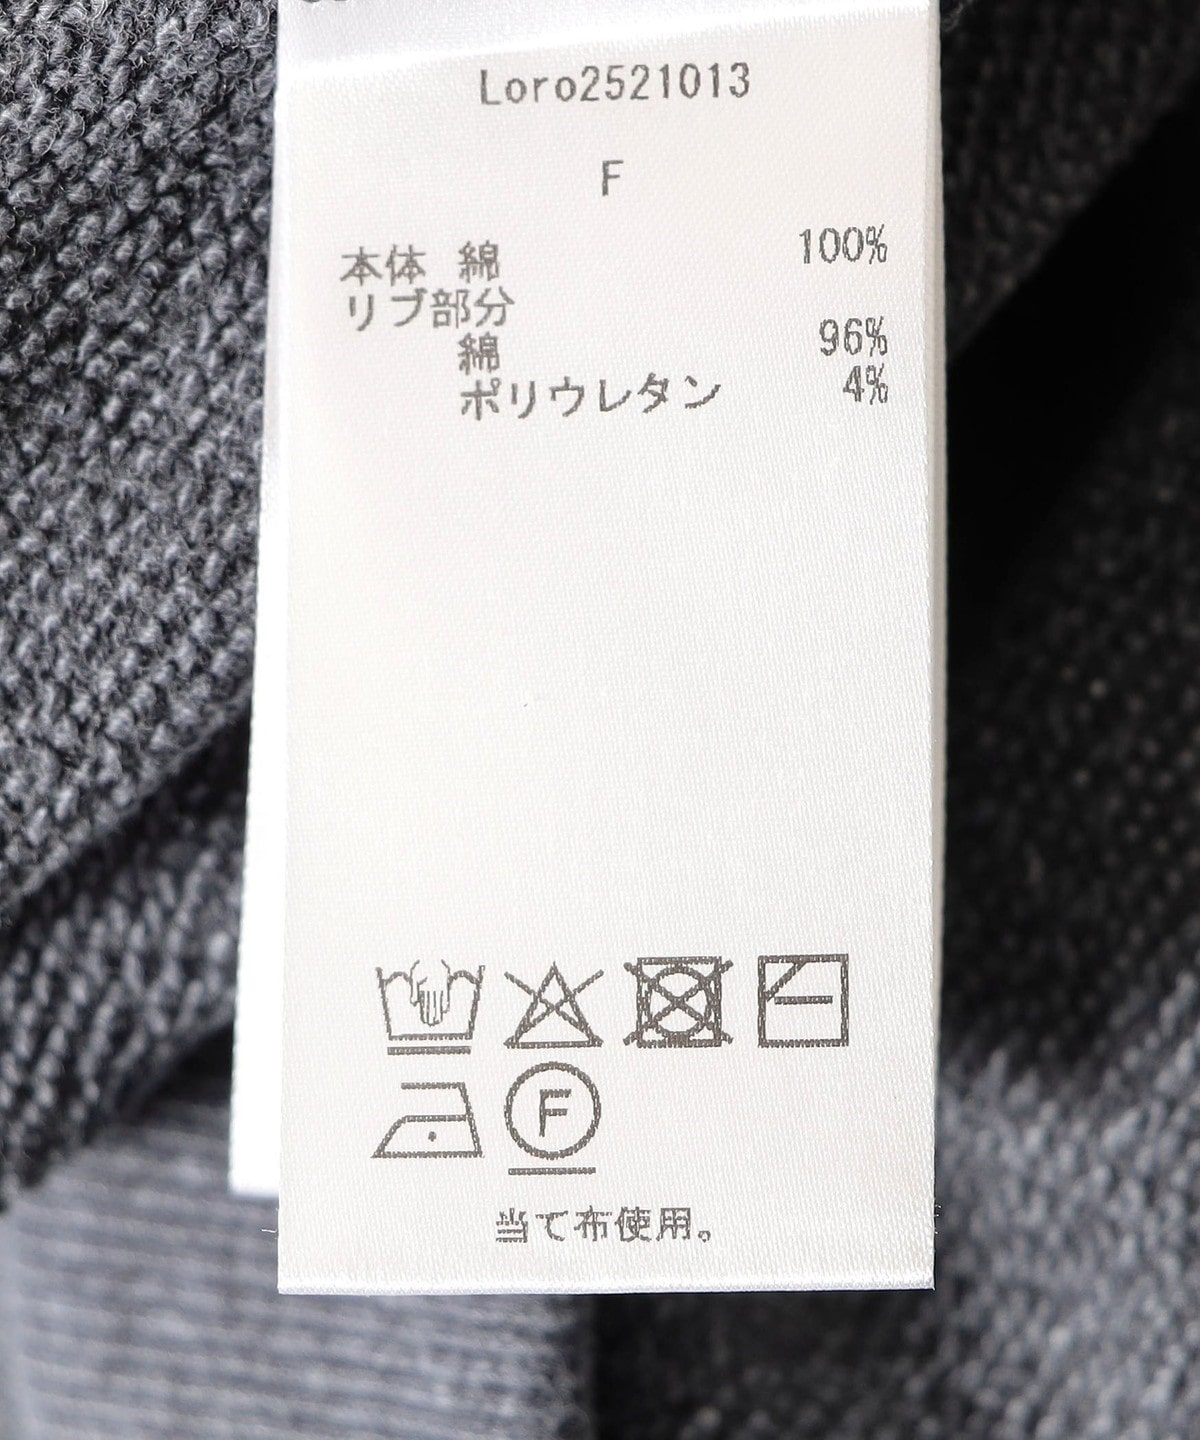 Loro2521013
F
本体 綿 100%
リブ部分
綿 96%
ポリウレタン 4%
F
当て布使用。